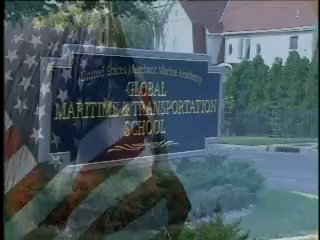 United States Merchant Marine Academy
GLOBAL
MARITIME & TRANSPORTATION
SCHOOL